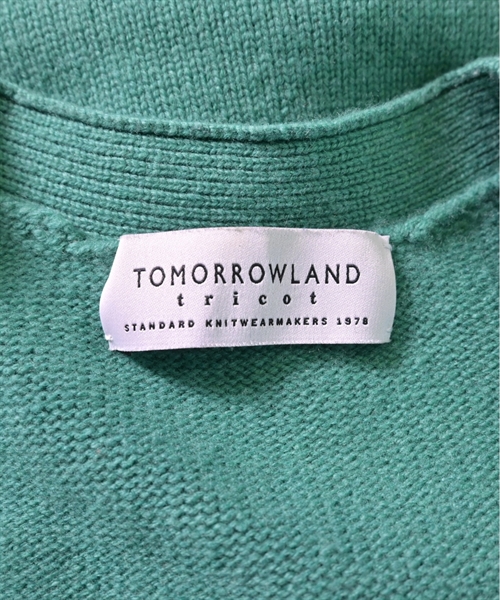 TOMORROWLAND
tricot
STANDARD KNITWEARMAKERS 1978